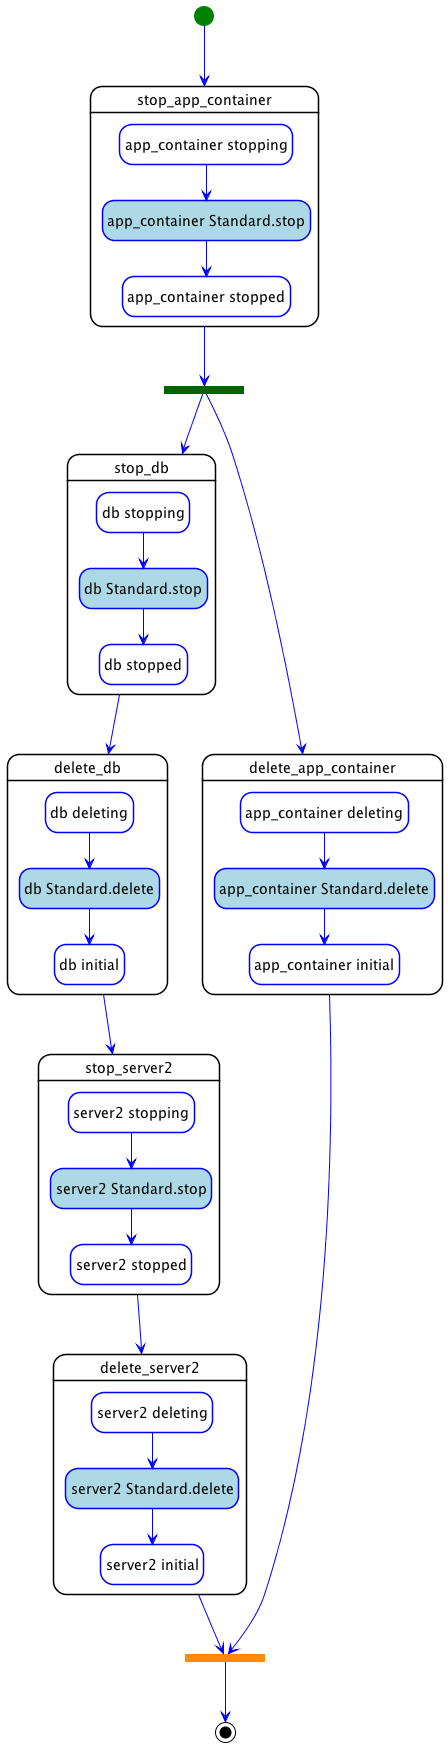 stop_app_container
app_container stopping
app_container Standard.stop
app_container stopped
stop_db
db stopping
db Standard.stop
db stopped
delete_db
db deleting
db Standard.delete
db initial
delete_app_container
app_container deleting
app_container Standard.delete
app_container initial
stop_server2
server2 stopping
server2 Standard.stop
server2 stopped
delete_server2
server2 deleting
server2 Standard.delete
server2 initial